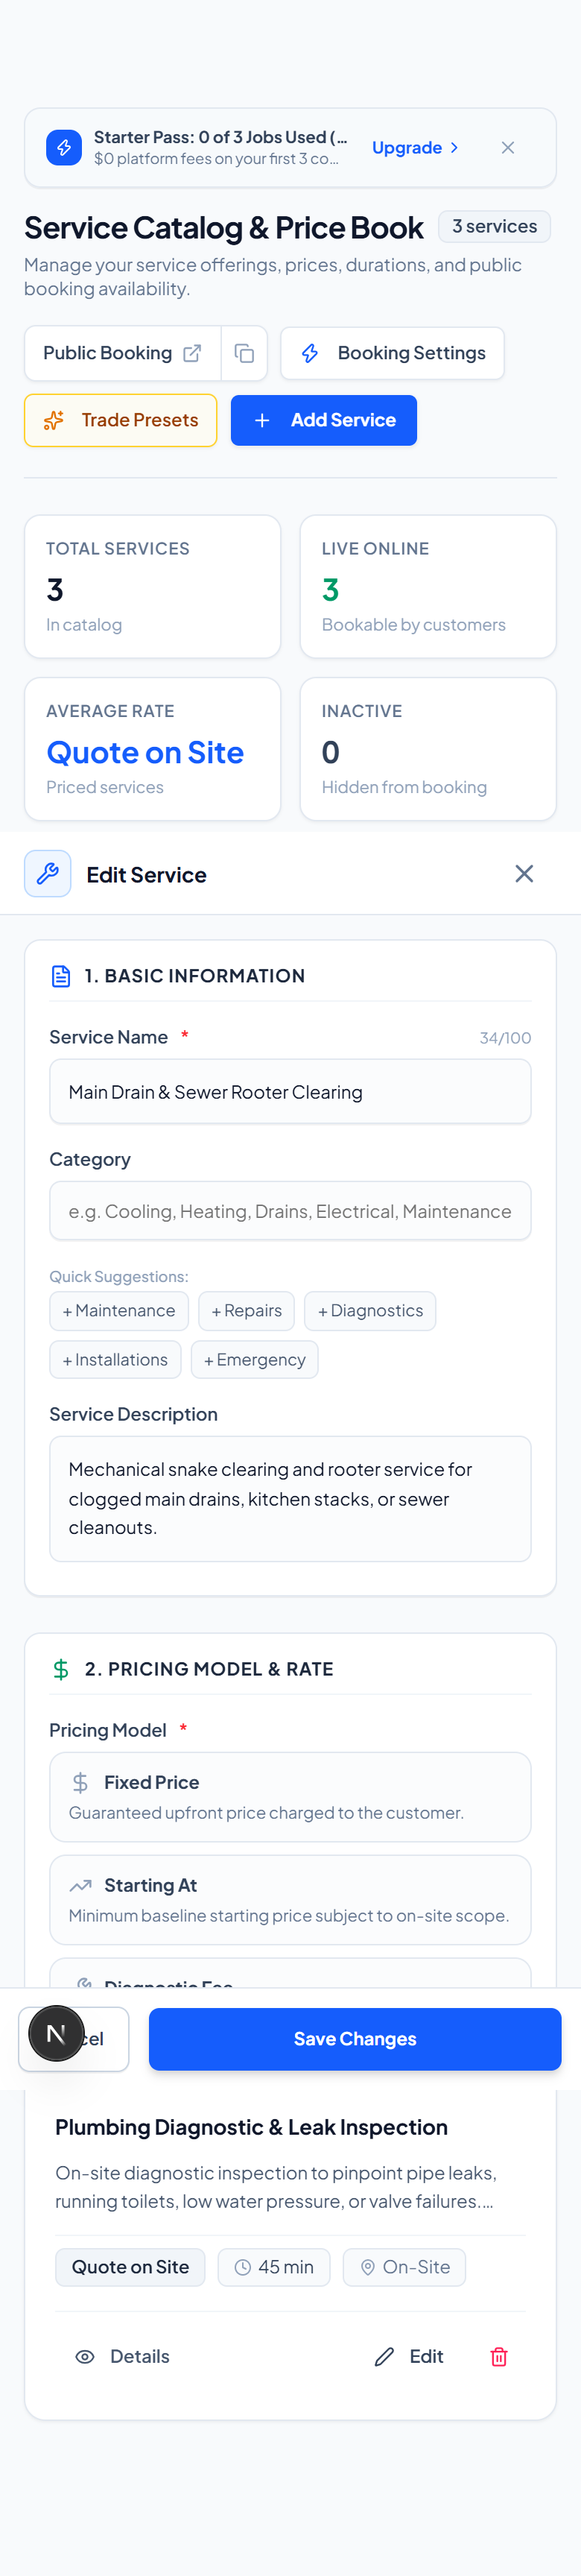 Starter Pass: 0 of 3 Jobs Used (...
$0 platform fees on your first 3 co...
Upgrade
Service Catalog & Price Book
3 services
Manage your service offerings, prices, durations, and public
booking availability.
Public Booking
Booking Settings
Trade Presets
Add Service
TOTAL SERVICES
3
In catalog
LIVE ONLINE
3
Bookable by customers
AVERAGE RATE
Quote on Site
Priced services
INACTIVE
0
Hidden from booking
Edit Service
1. BASIC INFORMATION
Service Name *
34/100
Main Drain & Sewer Rooter Clearing
Category
e.g. Cooling, Heating, Drains, Electrical, Maintenance
Quick Suggestions:
+ Maintenance
+ Repairs
+ Diagnostics
+ Installations
+ Emergency
Service Description
Mechanical snake clearing and rooter service for
clogged main drains, kitchen stacks, or sewer
cleanouts.
2. PRICING MODEL & RATE
Pricing Model *
Fixed Price
Guaranteed upfront price charged to the customer.
Starting At
Minimum baseline starting price subject to on-site scope.
Diagnostic Fee
N
cel
Save Changes
Plumbing Diagnostic & Leak Inspection
On-site diagnostic inspection to pinpoint pipe leaks,
running toilets, low water pressure, or valve failures....
Quote on Site
45 min
On-Site
Details
Edit